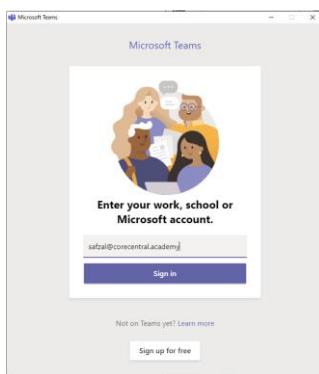 Microsoft Teams
Microsoft Teams
Enter your work, school or
Microsoft account.
safzal@corecentral.academy
Sign in
Not on Teams yet? Learn more
Sign up for free